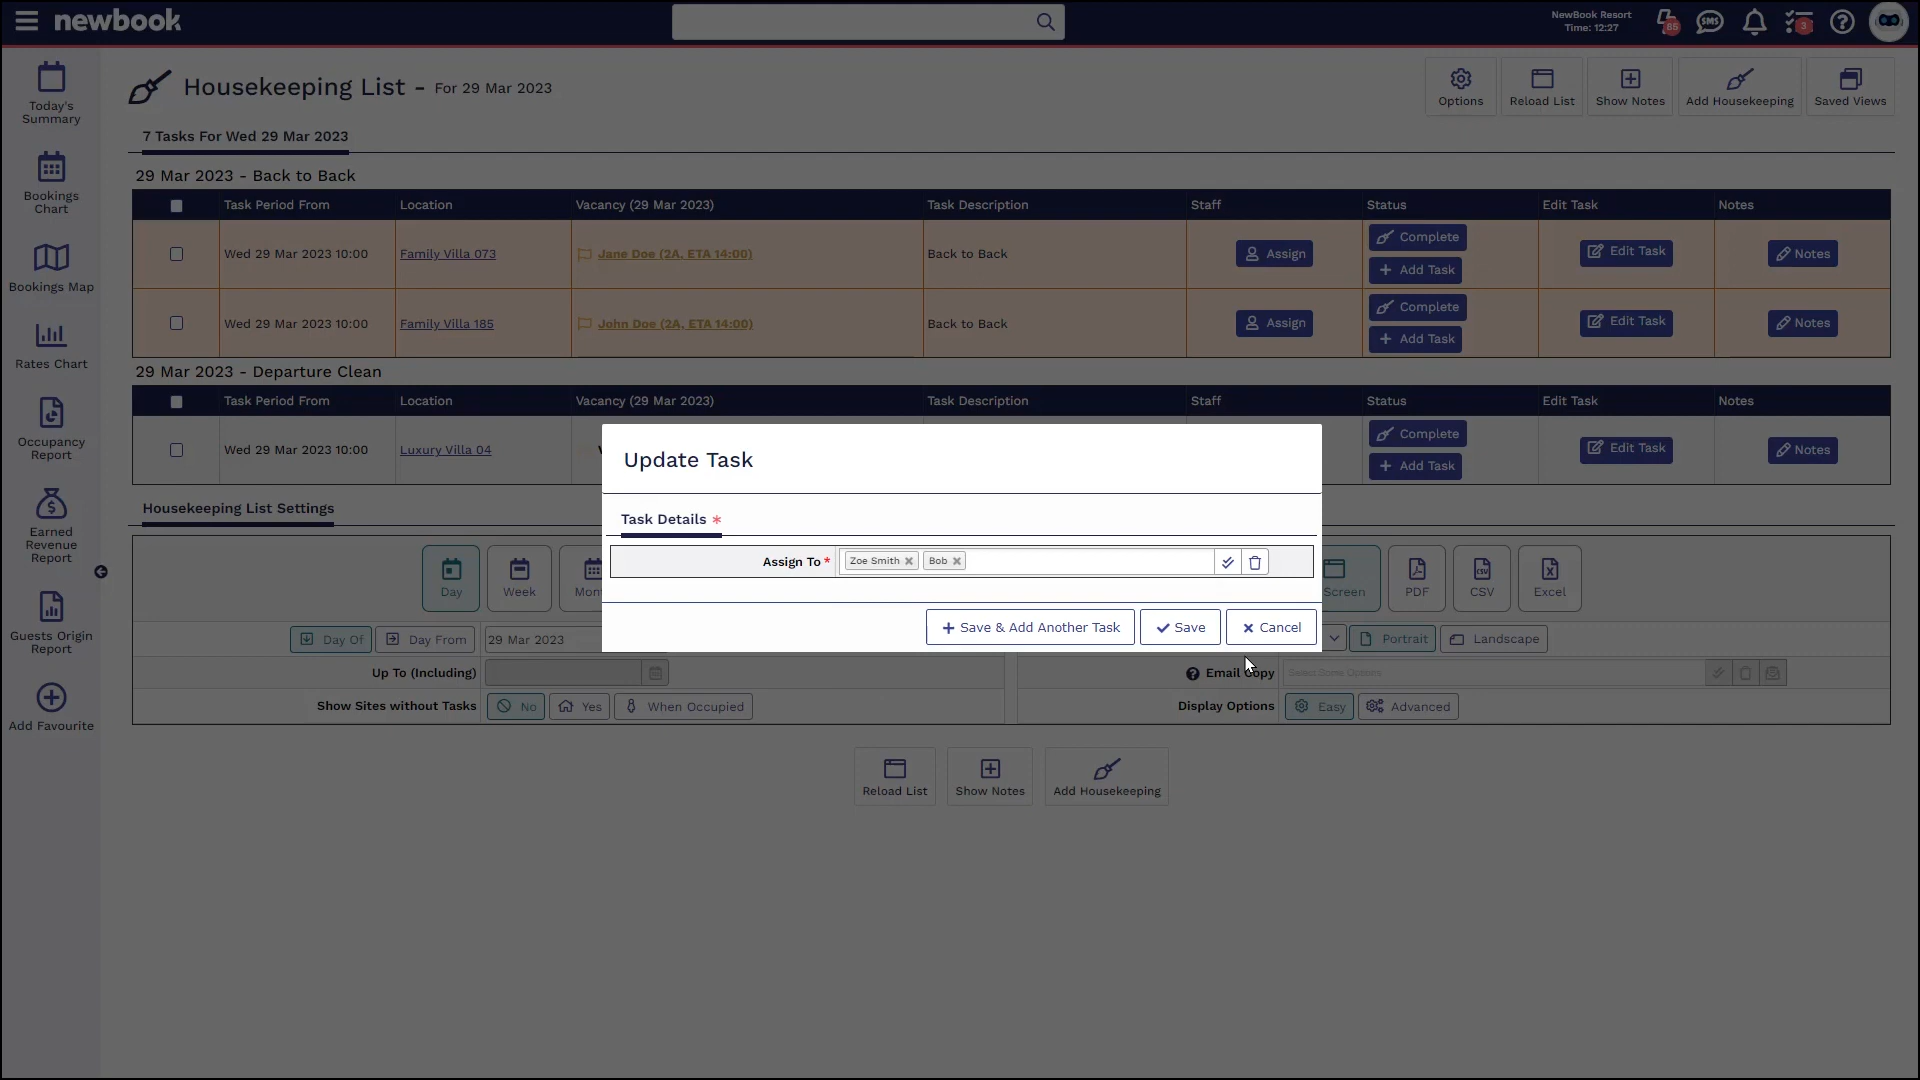 newbook
NewBook Resort
Time: 12:27
85
SMS
3
Today's
Summary
Bookings
Chart
Bookings Map
Rates Chart
Occupancy
Report
Earned
Revenue
Report
Guests Origin
Report
Add Favourite
Housekeeping List - For 29 Mar 2023
Options
Reload List
Show Notes
Add Housekeeping
Saved Views
7 Tasks For Wed 29 Mar 2023
29 Mar 2023 - Back to Back
Task Period From Location Vacancy (29 Mar 2023) Task Description Staff Status Edit Task Notes
Wed 29 Mar 2023 10:00 Family Villa 073 Jane Doe (2A, ETA 14:00) Back to Back Assign Complete Edit Task Notes
Add Task
Wed 29 Mar 2023 10:00 Family Villa 185 John Doe (2A, ETA 14:00) Back to Back Assign Complete Edit Task Notes
Add Task
29 Mar 2023 - Departure Clean
Task Period From Location Vacancy (29 Mar 2023) Task Description Staff Status Edit Task Notes
Wed 29 Mar 2023 10:00 Luxury Villa 04 Complete Edit Task Notes
Add Task
Update Task
Task Details *
Assign To * Zoe Smith Bob
Save & Add Another Task Save Cancel
Housekeeping List Settings
Day Week Screen PDF CSV Excel
Day Of Day From 29 Mar 2023 Portrait Landscape
Up To (Including) Email Copy Select Some Options
Show Sites without Tasks No Yes When Occupied Display Options Easy Advanced
Reload List Show Notes Add Housekeeping